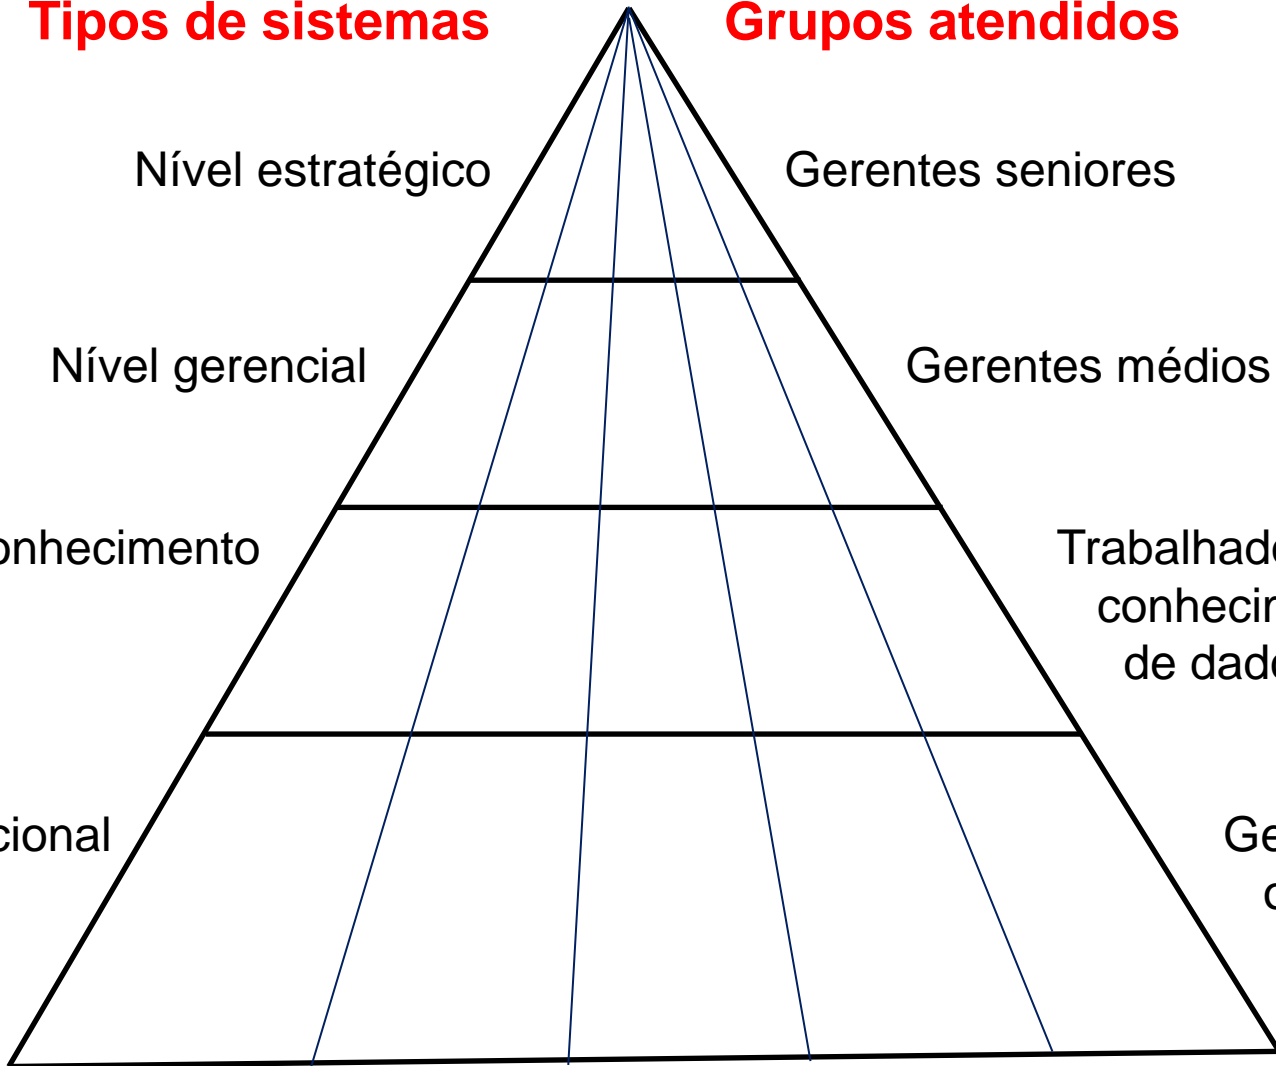 Tipos de sistemas
Grupos atendidos
Nível estratégico
Gerentes seniores
Nível gerencial
Gerentes médios
onhecimento
Trabalhad
conhecin
de dad
cional
Ge